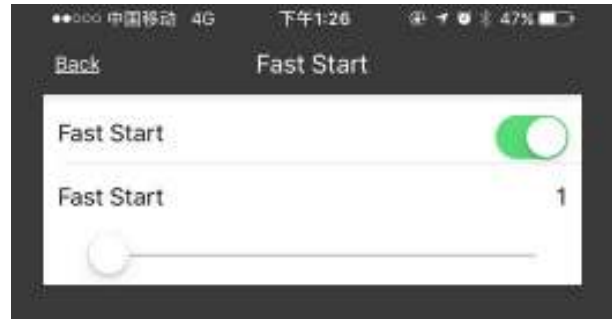 中国移动 4G 下午1:26 47%
Back Fast Start
Fast Start
Fast Start 1